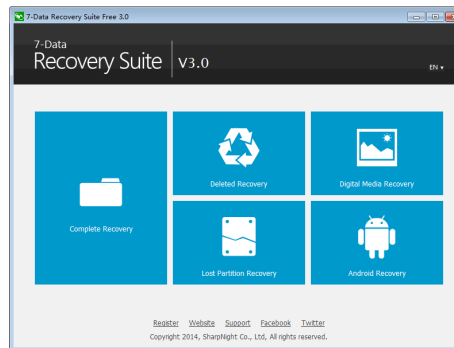 7-Data Recovery Suite Free 3.0
7-Data
Recovery Suite
V3.0
EN
Complete Recovery
Deleted Recovery
Digital Media Recovery
Lost Partition Recovery
Android Recovery
Register Website Support Facebook Twitter
Copyright 2014, SharpNight Co., Ltd, All rights reserved.